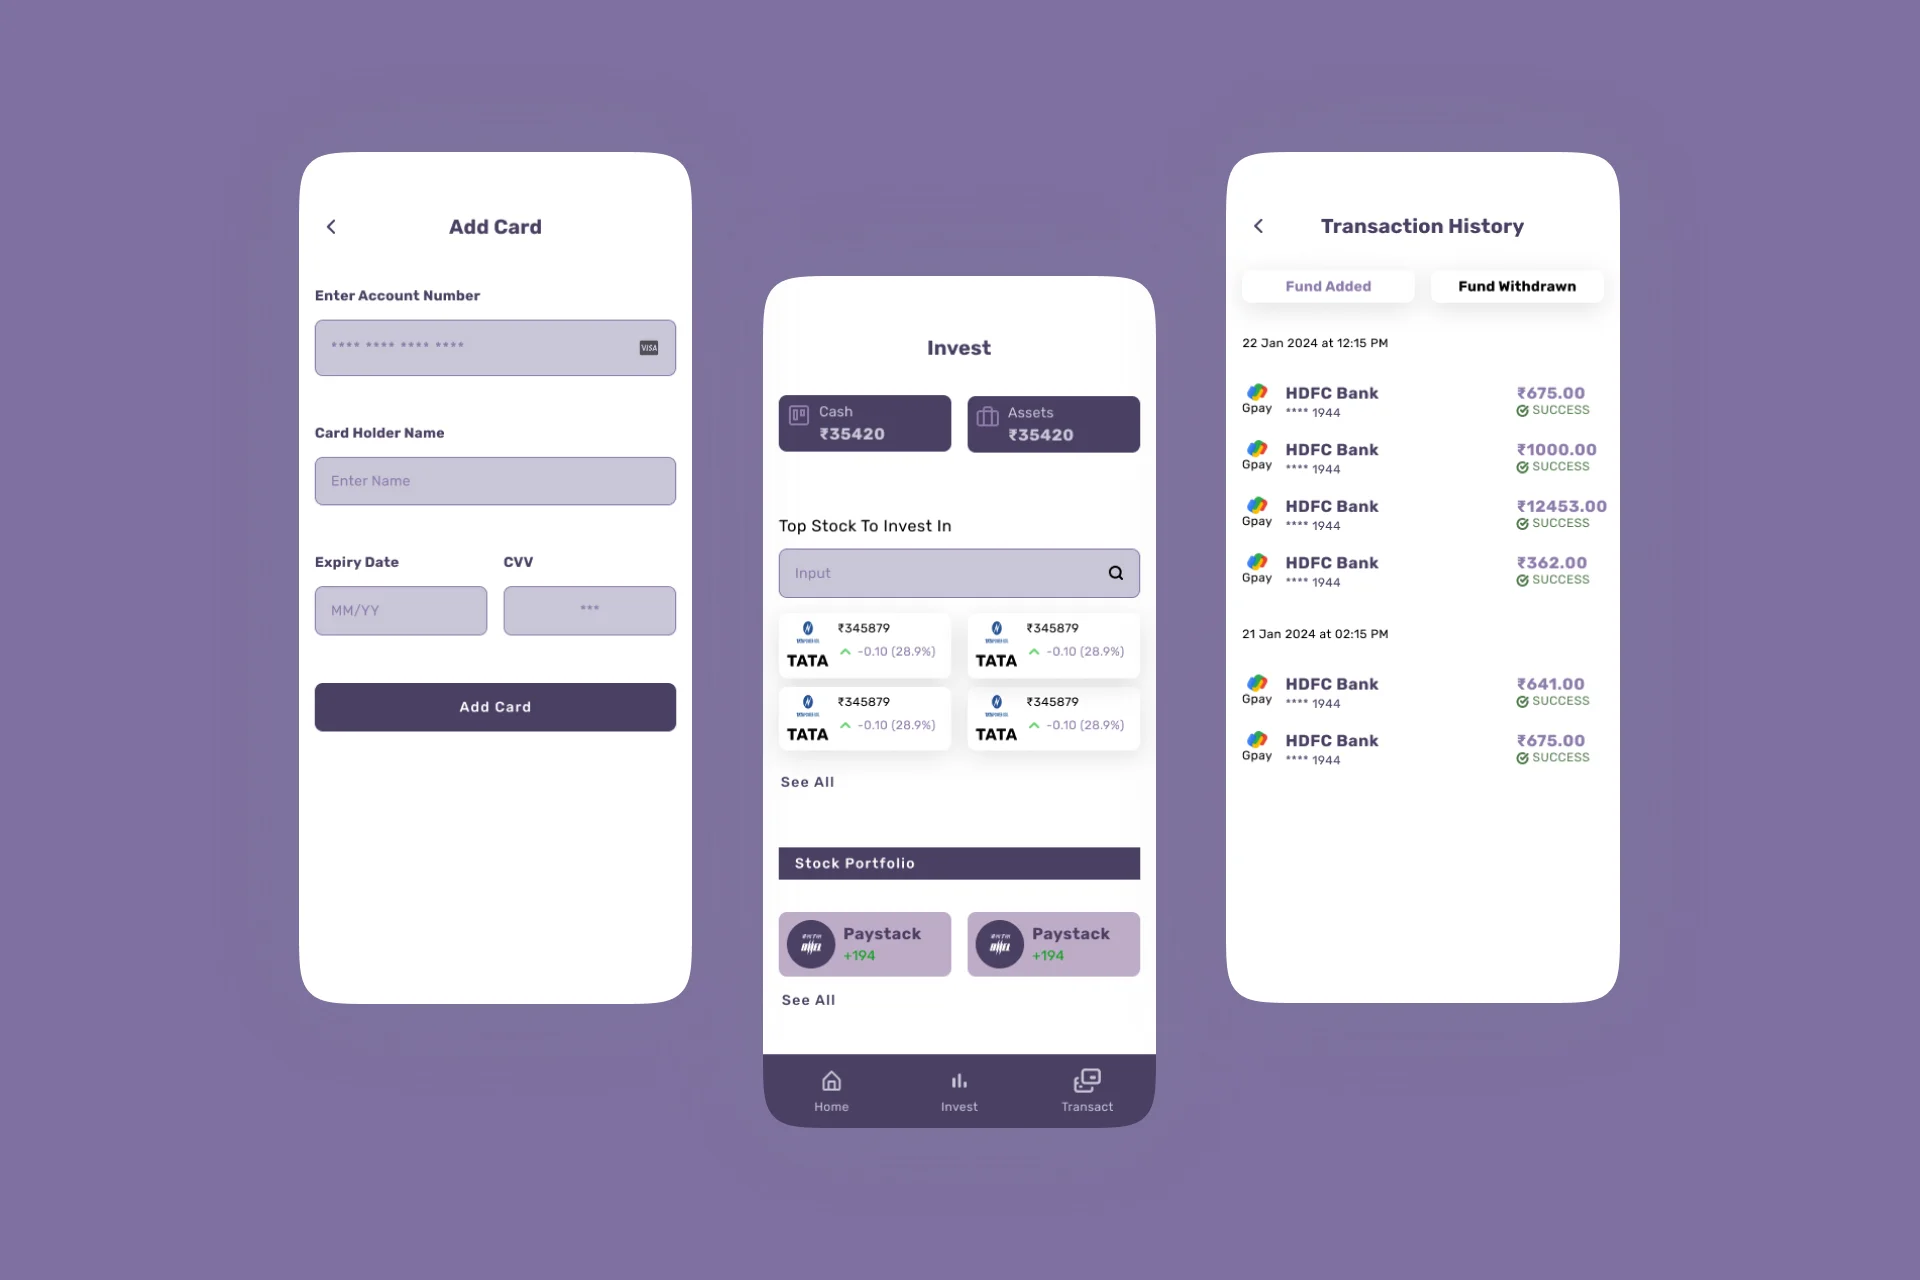 Add Card
Enter Account Number
**** **** **** ****
VISA
Card Holder Name
Enter Name
Expiry Date
CVV
MM/YY
***
Add Card
Invest
Cash
₹35420
Assets
₹35420
Top Stock To Invest In
Input
₹345879
TATA
-0.10 (28.9%)
₹345879
TATA
-0.10 (28.9%)
₹345879
TATA
-0.10 (28.9%)
₹345879
TATA
-0.10 (28.9%)
See All
Stock Portfolio
Paystack
+194
Paystack
+194
See All
Home
Invest
Transact
Transaction History
Fund Added
Fund Withdrawn
22 Jan 2024 at 12:15 PM
Gpay
HDFC Bank
**** 1944
₹675.00
SUCCESS
Gpay
HDFC Bank
**** 1944
₹1000.00
SUCCESS
Gpay
HDFC Bank
**** 1944
₹12453.00
SUCCESS
Gpay
HDFC Bank
**** 1944
₹362.00
SUCCESS
21 Jan 2024 at 02:15 PM
Gpay
HDFC Bank
**** 1944
₹641.00
SUCCESS
Gpay
HDFC Bank
**** 1944
₹675.00
SUCCESS